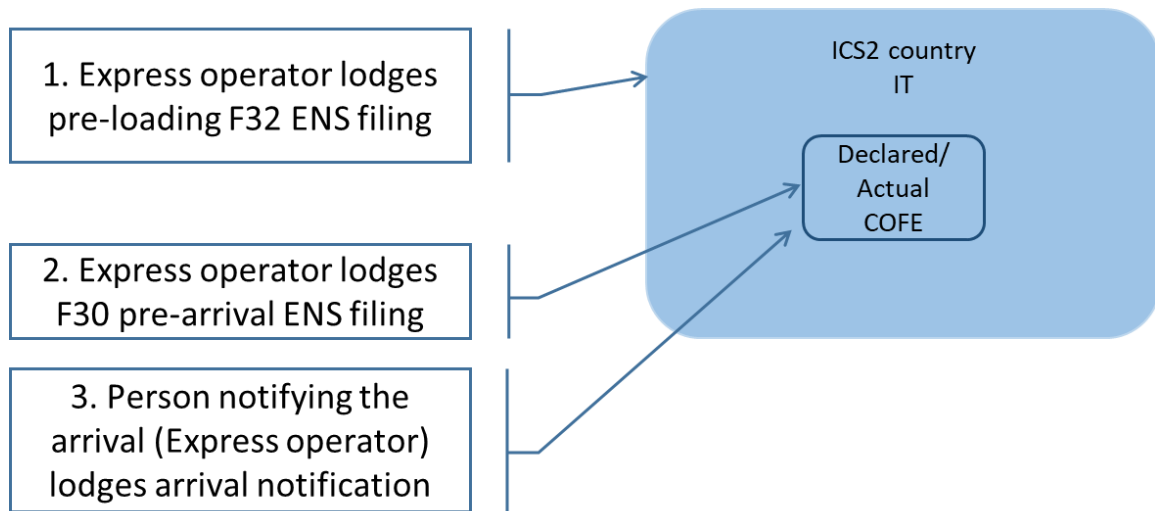 1. Express operator lodges
pre-loading F32 ENS filing
ICS2 country
IT
Declared/
Actual
COFE
2. Express operator lodges
F30 pre-arrival ENS filing
3. Person notifying the
arrival (Express operator)
lodges arrival notification